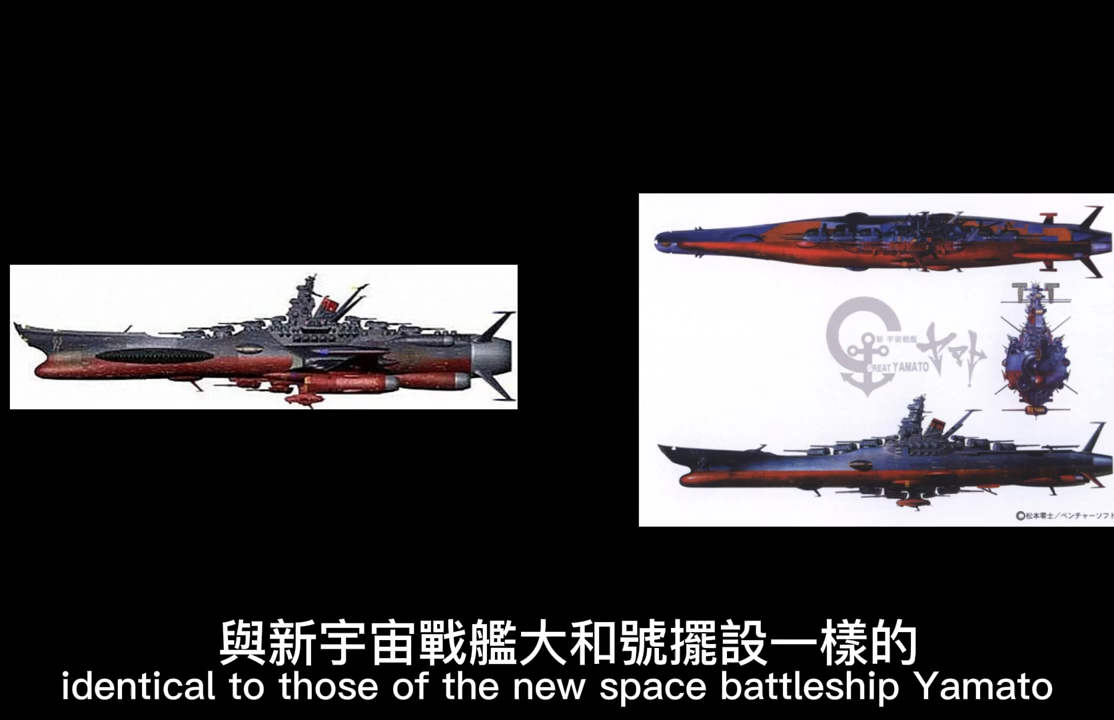 新 宇宙戦艦
ヤマト
GREAT YAMATO
©松本零士／ベンチャーソフト
與新宇宙戰艦大和號擺設一樣的
identical to those of the new space battleship Yamato